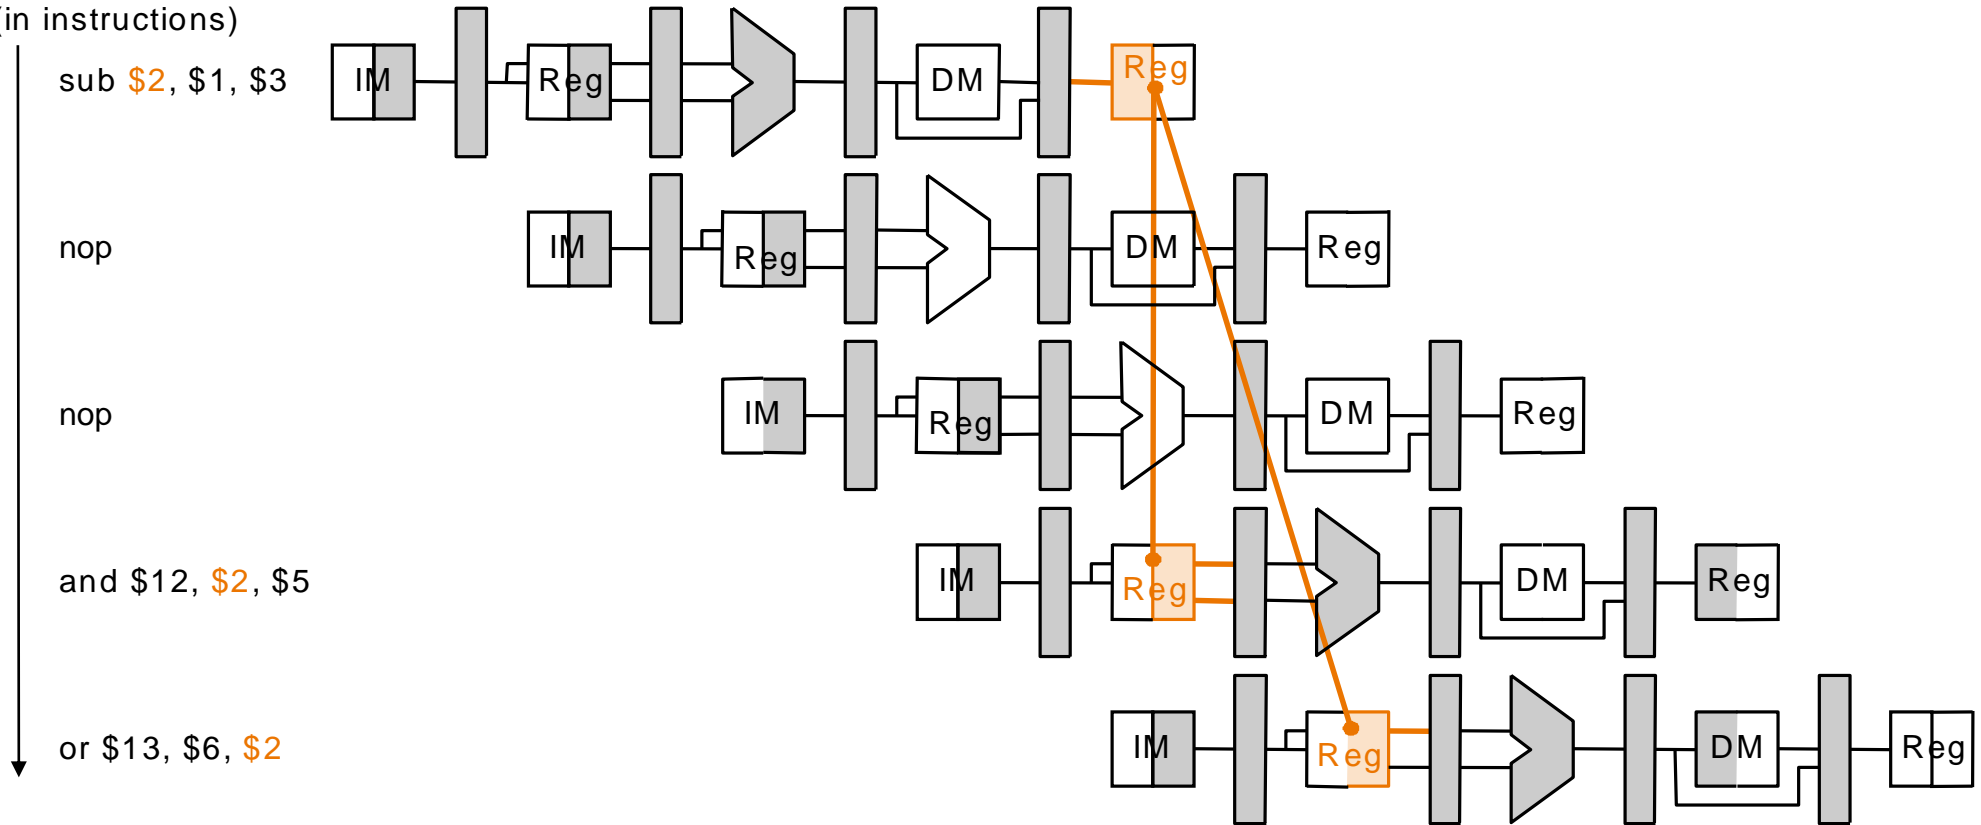 (in instructions)
sub $2, $1, $3 IM Reg DM Reg
nop IM Reg DM Reg
nop IM Reg DM Reg
and $12, $2, $5 IM Reg DM Reg
or $13, $6, $2 IM Reg DM Reg